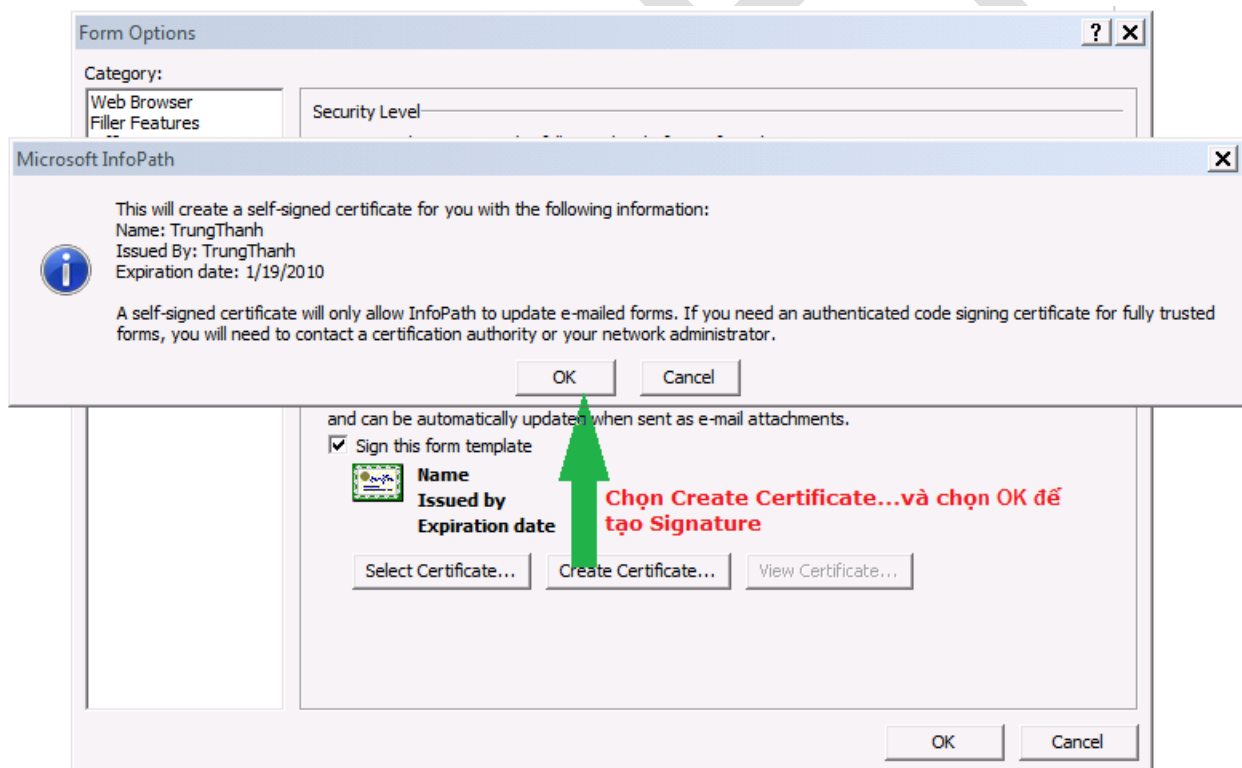 Form Options
Category:
Web Browser
Filler Features
Security Level
Microsoft InfoPath
This will create a self-signed certificate for you with the following information:
Name: TrungThanh
Issued By: TrungThanh
Expiration date: 1/19/2010
A self-signed certificate will only allow InfoPath to update e-mailed forms. If you need an authenticated code signing certificate for fully trusted
forms, you will need to contact a certification authority or your network administrator.
OK Cancel
and can be automatically updated when sent as e-mail attachments.
Sign this form template
Name
Issued by
Expiration date
Chọn Create Certificate...và chọn OK để
tạo Signature
Select Certificate... Create Certificate... View Certificate...
OK Cancel